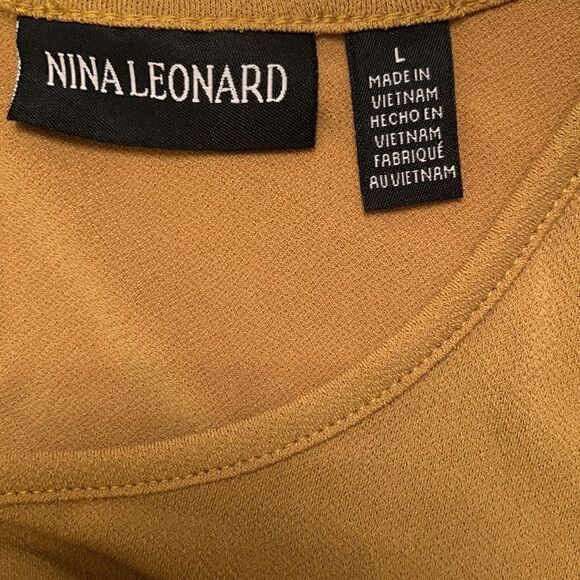 NINA LEONARD
L
MADE IN
VIETNAM
HECHO EN
VIETNAM
FABRIQUÉ
AU VIETNAM